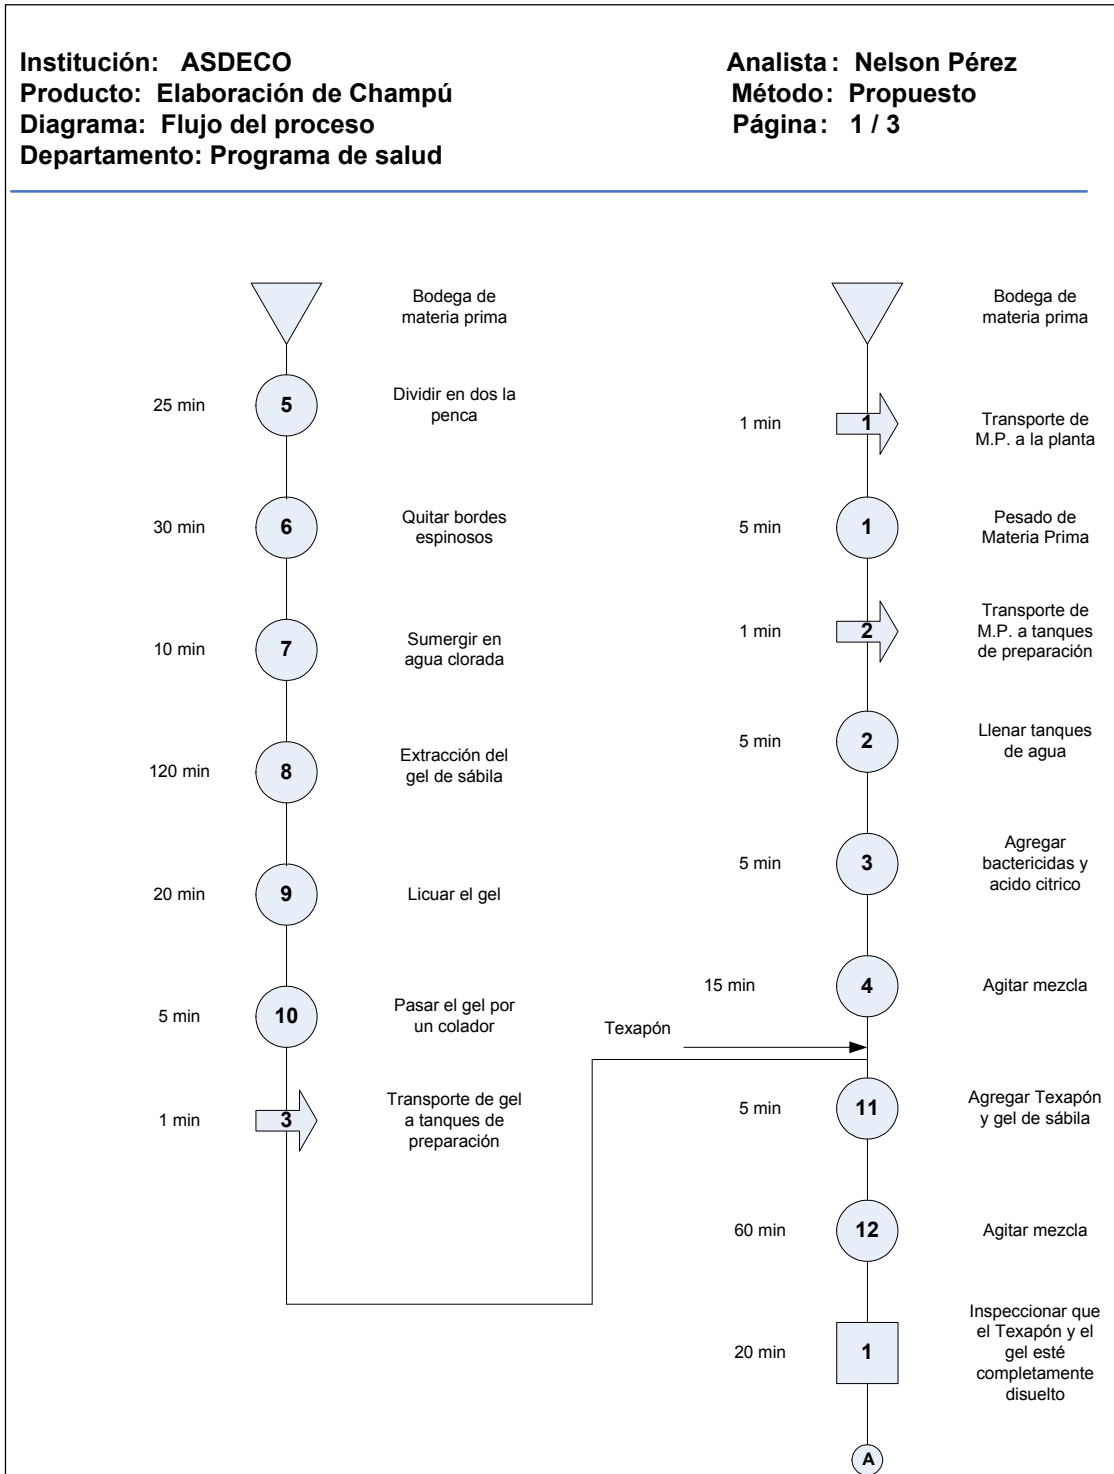 Institución: ASDECO
Producto: Elaboración de Champú
Diagrama: Flujo del proceso
Departamento: Programa de salud
Analista: Nelson Pérez
Método: Propuesto
Página: 1 / 3
Bodega de
materia prima
25 min
5
Dividir en dos la
penca
30 min
6
Quitar bordes
espinosos
10 min
7
Sumergir en
agua clorada
120 min
8
Extracción del
gel de sábila
20 min
9
Licuar el gel
5 min
10
Pasar el gel por
un colador
1 min
3
Transporte de gel
a tanques de
preparación
Bodega de
materia prima
1 min
1
Transporte de
M.P. a la planta
5 min
1
Pesado de
Materia Prima
1 min
2
Transporte de
M.P. a tanques
de preparación
5 min
2
Llenar tanques
de agua
5 min
3
Agregar
bactericidas y
acido citrico
15 min
4
Agitar mezcla
Texapón
5 min
11
Agregar Texapón
y gel de sábila
60 min
12
Agitar mezcla
20 min
1
Inspeccionar que
el Texapón y el
gel esté
completamente
disuelto
A